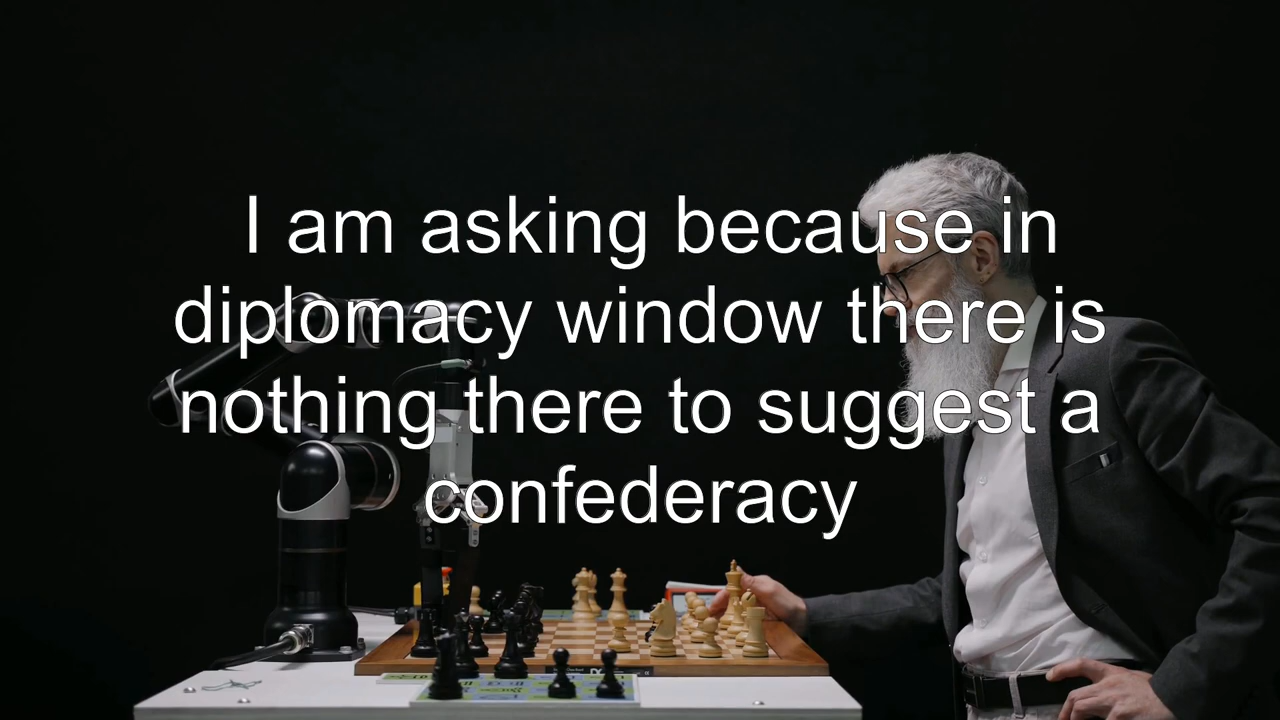 I am asking because in
diplomacy window there is
nothing there to suggest a
confederacy